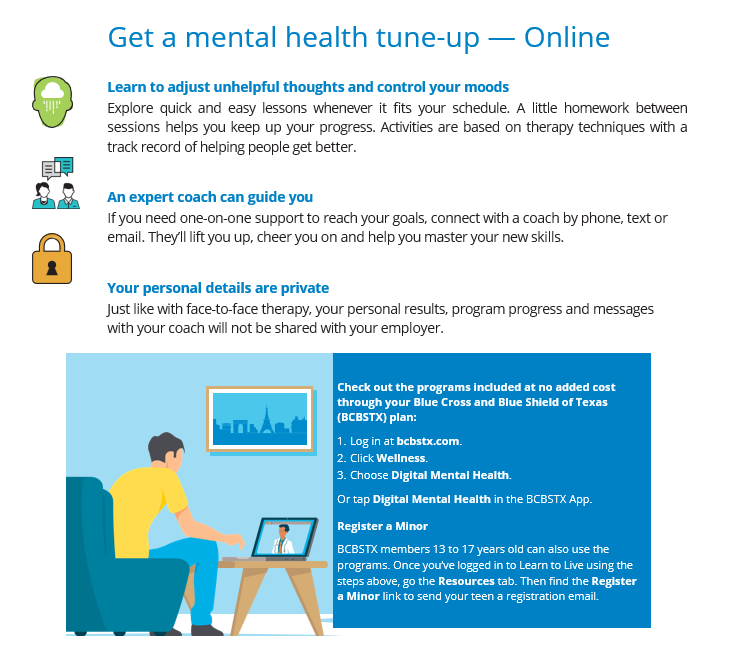 Get a mental health tune-up — Online
Learn to adjust unhelpful thoughts and control your moods
Explore quick and easy lessons whenever it fits your schedule. A little homework between
sessions helps you keep up your progress. Activities are based on therapy techniques with a
track record of helping people get better.
An expert coach can guide you
If you need one-on-one support to reach your goals, connect with a coach by phone, text or
email. They’ll lift you up, cheer you on and help you master your new skills.
Your personal details are private
Just like with face-to-face therapy, your personal results, program progress and messages
with your coach will not be shared with your employer.
Check out the programs included at no added cost
through your Blue Cross and Blue Shield of Texas
(BCBSTX) plan:
1. Log in at bcbstx.com.
2. Click Wellness.
3. Choose Digital Mental Health.
Or tap Digital Mental Health in the BCBSTX App.
Register a Minor
BCBSTX members 13 to 17 years old can also use the
programs. Once you’ve logged in to Learn to Live using the
steps above, go the Resources tab. Then find the Register
a Minor link to send your teen a registration email.